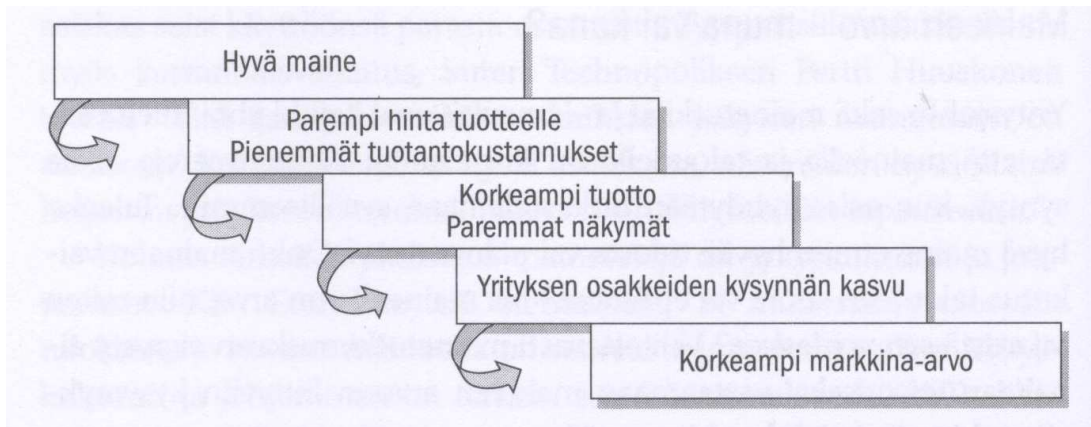 Hyvä maine
Parempi hinta tuotteelle
Pienemmät tuotantokustannukset
Korkeampi tuotto
Paremmat näkymät
Yrityksen osakkeiden kysynnän kasvu
Korkeampi markkina-arvo